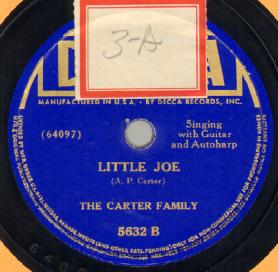 3-A
MANUFACTURED IN U.S.A. - BY DECCA RECORDS, INC.
(64097)
Singing
with Guitar
and Autoharp
LITTLE JOE
(A. P. Carter)
THE CARTER FAMILY
5632 B